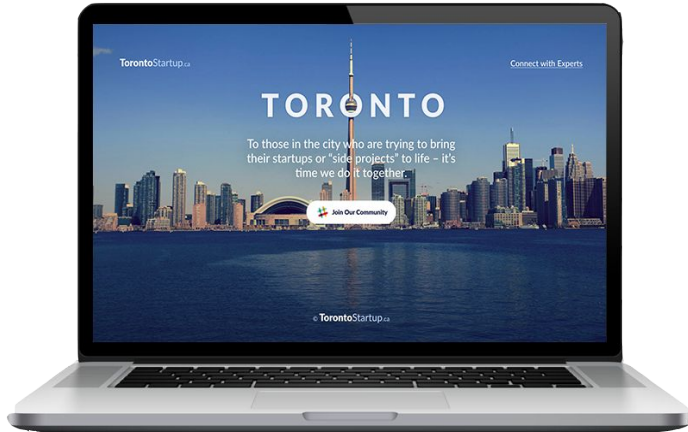 TorontoStartup.ca
Connect with Experts
TORONTO
To those in the city who are trying to bring
their startups or “side projects” to life – it’s
time we do it together.
Join Our Community
© TorontoStartup.ca